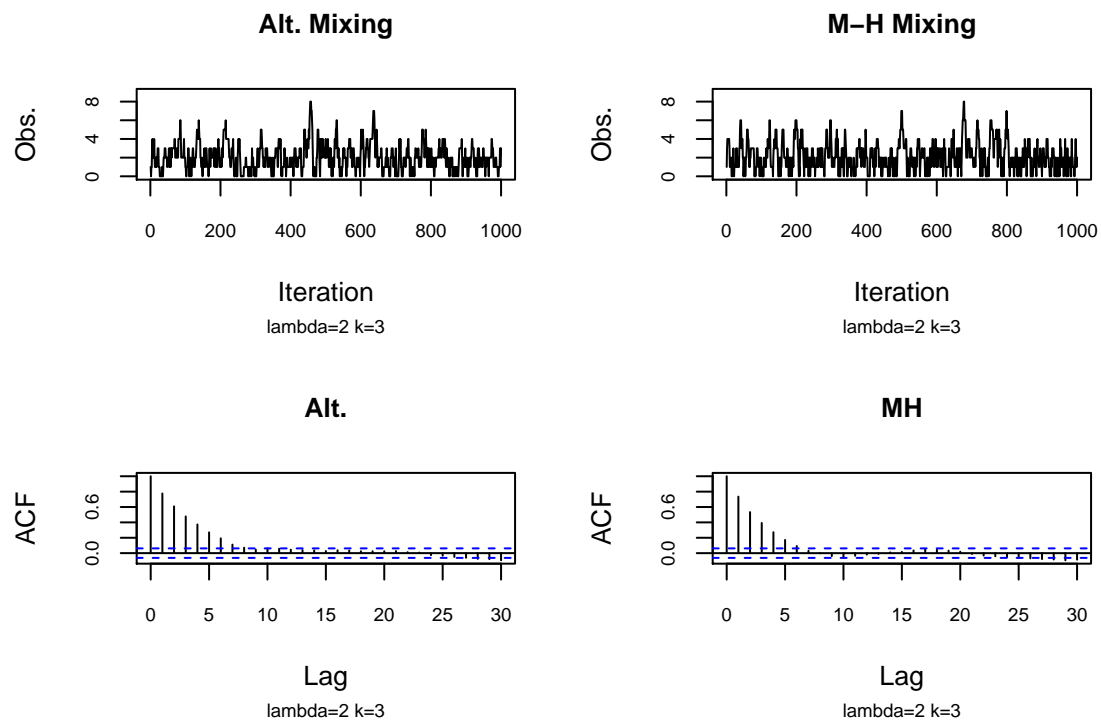 Alt. Mixing
Obs.
8
4
0
0 200 400 600 800 1000
Iteration
lambda=2 k=3
M−H Mixing
Obs.
8
4
0
0 200 400 600 800 1000
Iteration
lambda=2 k=3
Alt.
ACF
0.6
0.0
0 5 10 15 20 25 30
Lag
lambda=2 k=3
MH
ACF
0.6
0.0
0 5 10 15 20 25 30
Lag
lambda=2 k=3